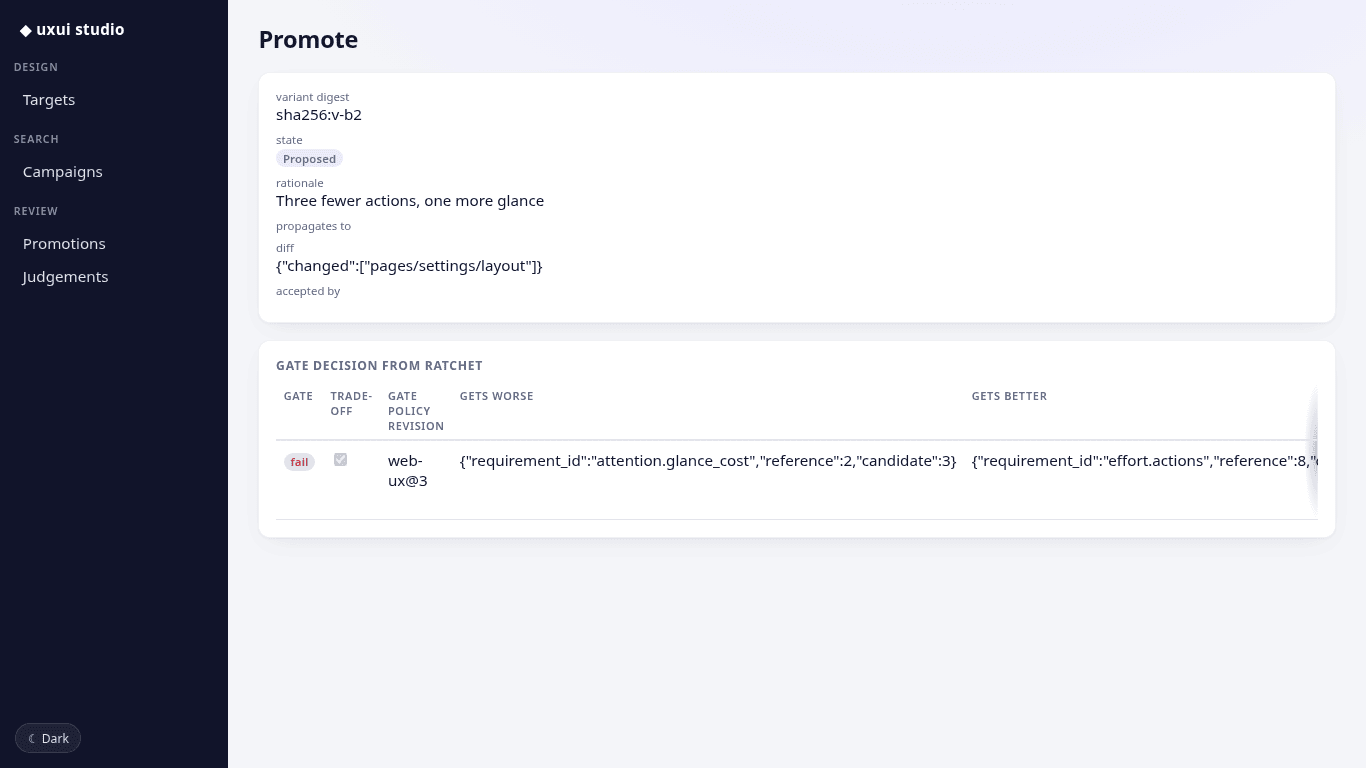 ◆ uxui studio
DESIGN
Targets
SEARCH
Campaigns
REVIEW
Promotions
Judgements
☾ Dark
Promote
variant digest
sha256:v-b2
state
Proposed
rationale
Three fewer actions, one more glance
propagates to
diff
{"changed":["pages/settings/layout"]}
accepted by
GATE DECISION FROM RATCHET
GATE
TRADE-
OFF
GATE
POLICY
REVISION
GETS WORSE
GETS BETTER
fail
web-
ux@3
{"requirement_id":"attention.glance_cost","reference":2,"candidate":3}
{"requirement_id":"effort.actions","reference":8,"